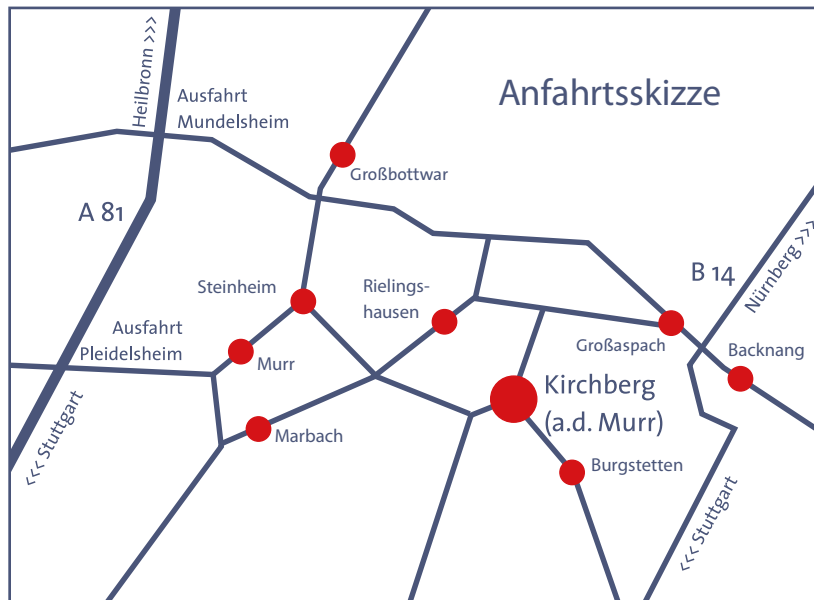 Heilbronn >>>
Ausfahrt
Mundelsheim
Anfahrtsskizze
Großbottwar
A 81
B 14
Nürnberg >>>
Steinheim
Rielings-
hausen
Ausfahrt
Pleidelsheim
Murr
Großaspach
Backnang
Kirchberg
(a.d. Murr)
Marbach
<<< Stuttgart
Burgstetten
<<< Stuttgart